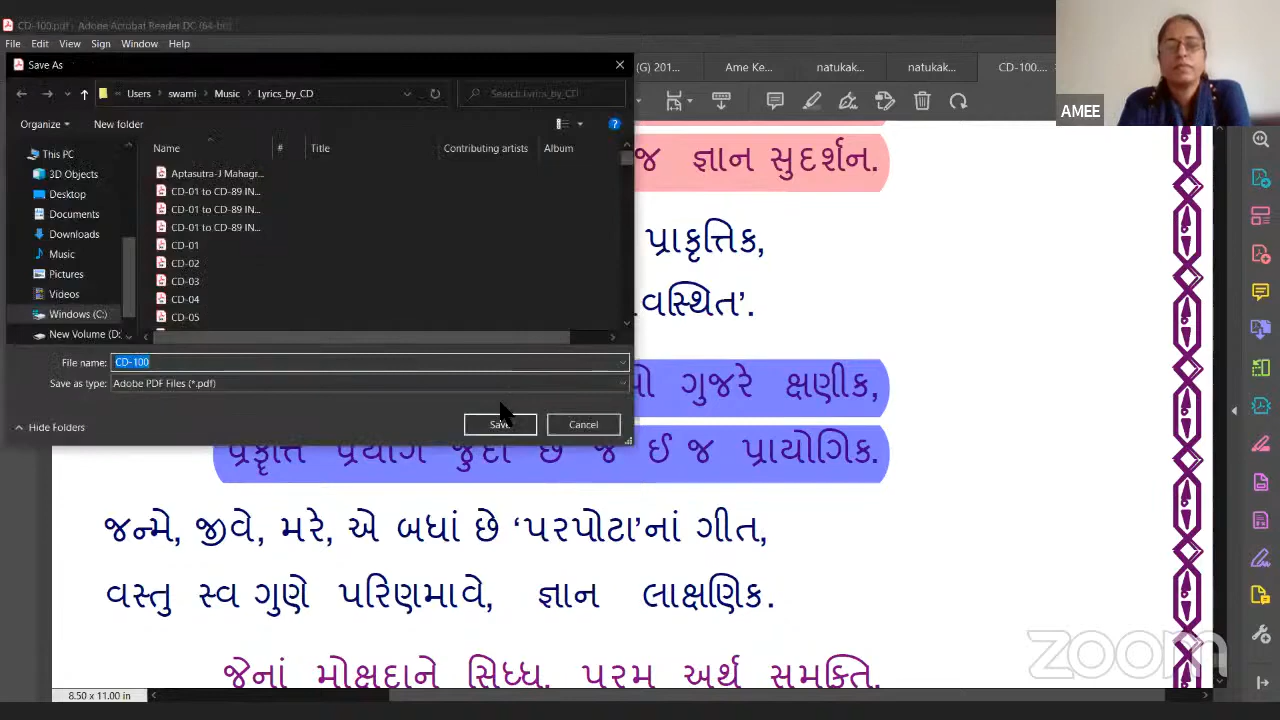 CD-100.pdf - Adobe Acrobat Reader DC (64-bit)
File Edit View Sign Window Help
Save As
Users > swami > Music > Lyrics_by_CD
Search Lyrics_by_CD
Organize New folder
This PC
3D Objects
Desktop
Documents
Downloads
Music
Pictures
Videos
Windows (C:)
New Volume (D:
Name # Title Contributing artists Album
Aptasutra-J Mahagr...
CD-01 to CD-89 IN...
CD-01 to CD-89 IN...
CD-01 to CD-89 IN...
CD-01
CD-02
CD-03
CD-04
CD-05
File name: CD-100
Save as type: Adobe PDF Files (*.pdf)
Hide Folders
Save Cancel
(G) 201... Ame Ke... natukak... natukak... CD-100....
AMEE
જ જ્ઞાન સુદર્શન.
પ્રાકૃત્તિક,
ગુજરે ક્ષણીક,
જ ઈ જ પ્રાયોગિક.
જન્મે, જીવે, મરે, એ બધાં છે ‘પરપોટા’નાં ગીત,
વસ્તુ સ્વ ગુણે પરિણમાવે, જ્ઞાન લાક્ષણિક.
જેનાં મોક્ષદાને સિધ્ધ, પરમ અર્થ સમક્તિ,
8.50 x 11.00 in
zoom